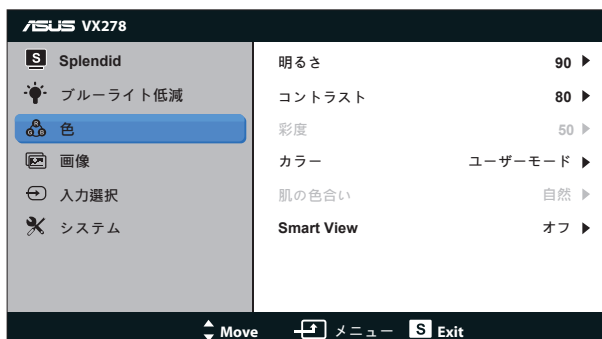 ASUS VX278
S Splendid
ブルーライト低減
R G B 色
画像
入力選択
システム
明るさ 90
コントラスト 80
彩度 50
カラー ユーザーモード
肌の色合い 自然
Smart View オフ
Move メニュー S Exit